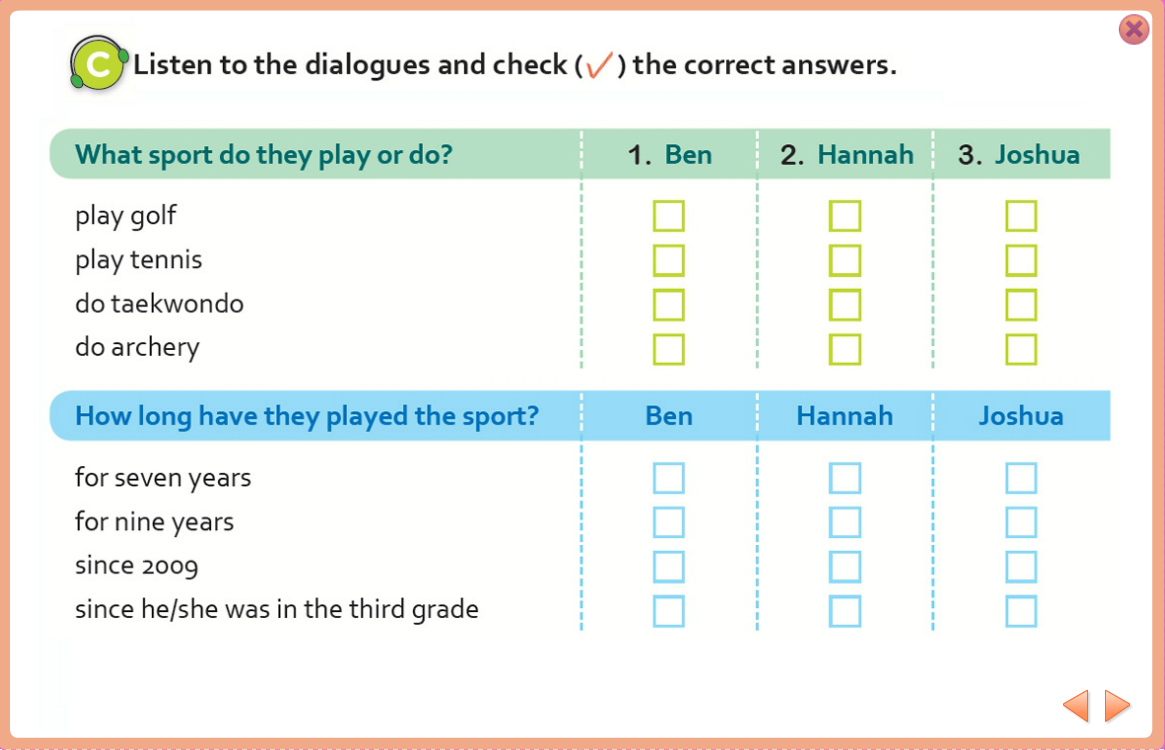 C Listen to the dialogues and check (✓) the correct answers.
What sport do they play or do? 1. Ben 2. Hannah 3. Joshua
play golf
play tennis
do taekwondo
do archery
How long have they played the sport? Ben Hannah Joshua
for seven years
for nine years
since 2009
since he/she was in the third grade